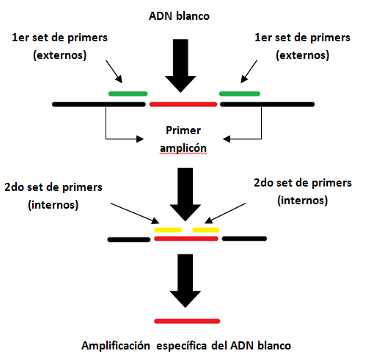 ADN blanco
1er set de primers
(externos)
1er set de primers
(externos)
Primer
amplicón
2do set de primers
(internos)
2do set de primers
(internos)
Amplificación específica del ADN blanco